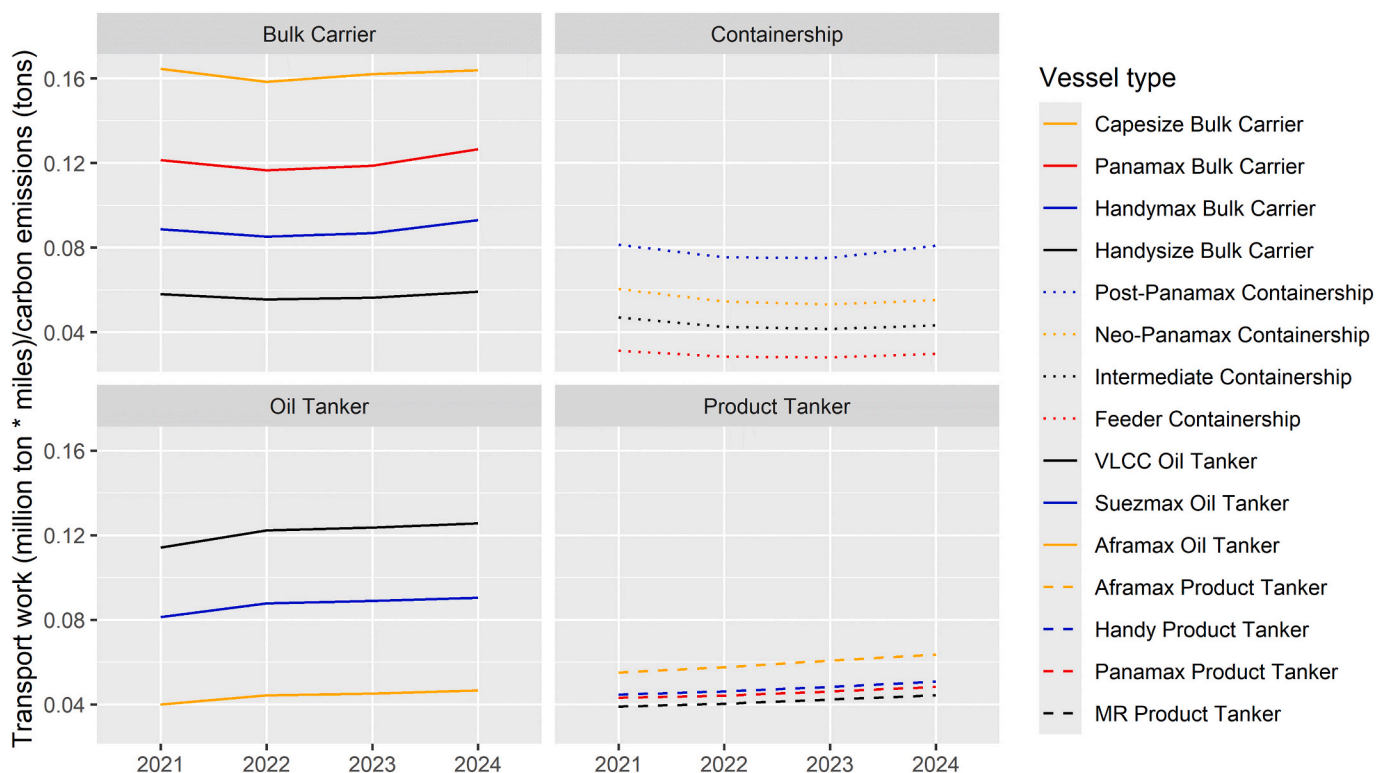 Transport work (million ton * miles)/carbon emissions (tons)
Bulk Carrier
Containership
0.16
0.12
0.08
0.04
Oil Tanker
Product Tanker
0.16
0.12
0.08
0.04
2021 2022 2023 2024
2021 2022 2023 2024
Vessel type
Capesize Bulk Carrier
Panamax Bulk Carrier
Handymax Bulk Carrier
Handysize Bulk Carrier
Post-Panamax Containership
Neo-Panamax Containership
Intermediate Containership
Feeder Containership
VLCC Oil Tanker
Suezmax Oil Tanker
Aframax Oil Tanker
Aframax Product Tanker
Handy Product Tanker
Panamax Product Tanker
MR Product Tanker